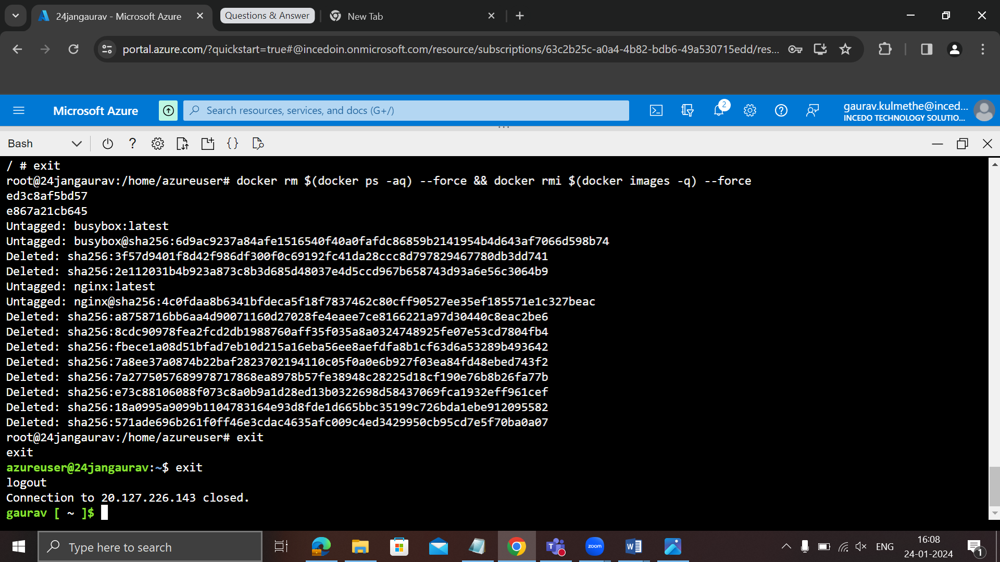 24jangaurav - Microsoft Azure
Questions & Answer
New Tab
portal.azure.com/?quickstart=true#@incedoin.onmicrosoft.com/resource/subscriptions/63c2b25c-a0a4-4b82-bdb6-49a530715edd/res...
Microsoft Azure
Search resources, services, and docs (G+/)
2
gaurav.kulmethe@inced...
INCEDO TECHNOLOGY SOLUTIO...
Bash
/ # exit
root@24jangaurav:/home/azureuser# docker rm $(docker ps -aq) --force && docker rmi $(docker images -q) --force
ed3c8af5bd57
e867a21cb645
Untagged: busybox:latest
Untagged: busybox@sha256:6d9ac9237a84afe1516540f40a0fafdc86859b2141954b4d643af7066d598b74
Deleted: sha256:3f57d9401f8d42f986df300f0c69192fc41da28ccc8d797829467780db3dd741
Deleted: sha256:2e112031b4b923a873c8b3d685d48037e4d5ccd967b658743d93a6e56c3064b9
Untagged: nginx:latest
Untagged: nginx@sha256:4c0fdaa8b6341bfdeca5f18f7837462c80cff90527ee35ef185571e1c327beac
Deleted: sha256:a8758716bb6aa4d90071160d27028fe4eaee7ce8166221a97d30440c8eac2be6
Deleted: sha256:8cdc90978fea2fcd2db1988760aff35f035a8a0324748925fe07e53cd7804fb4
Deleted: sha256:fbece1a08d51bfad7eb10d215a16eba56ee8aefdfa8b1cf63d6a53289b493642
Deleted: sha256:7a8ee37a0874b22baf2823702194110c05f0a0e6b927f03ea84fd48ebed743f2
Deleted: sha256:7a2775057689978717868ea8978b57fe38948c28225d18cf190e76b8b26fa77b
Deleted: sha256:e73c88106088f073c8a0b9a1d28ed13b0322698d58437069fca1932eff961cef
Deleted: sha256:18a0995a9099b1104783164e93d8fde1d665bbc35199c726bda1ebe912095582
Deleted: sha256:571ade696b261f0ff46e3cdac4635afc009c4ed3429950cb95cd7e5f70ba0a07
root@24jangaurav:/home/azureuser# exit
exit
azureuser@24jangaurav:~$ exit
logout
Connection to 20.127.226.143 closed.
gaurav [ ~ ]$
Type here to search
zoom
ENG
16:08
24-01-2024
1